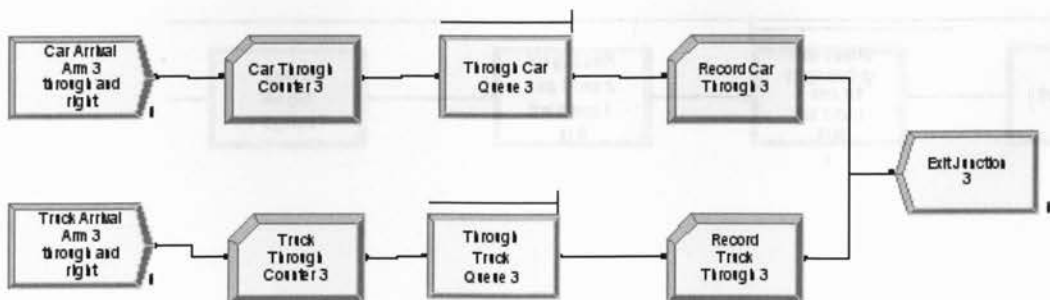 Car Arrival
Arm 3
through and
right
Car Through
Counter 3
Through Car
Queue 3
Record Car
Through 3
Exit Junction
3
Truck Arrival
Arm 3
through and
right
Truck
Through
Counter 3
Through
Truck
Queue 3
Record
Truck
Through 3